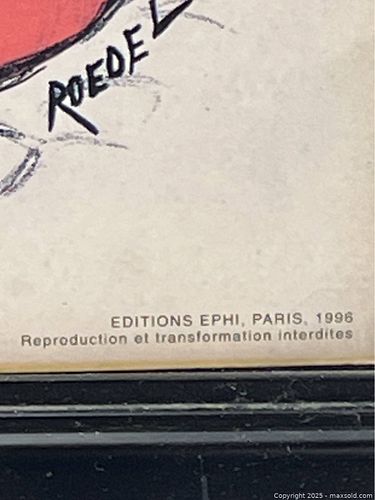 ROEDEL
EDITIONS EPHI, PARIS, 1996
Reproduction et transformation interdites
Copyright 2025 - maxsold.com